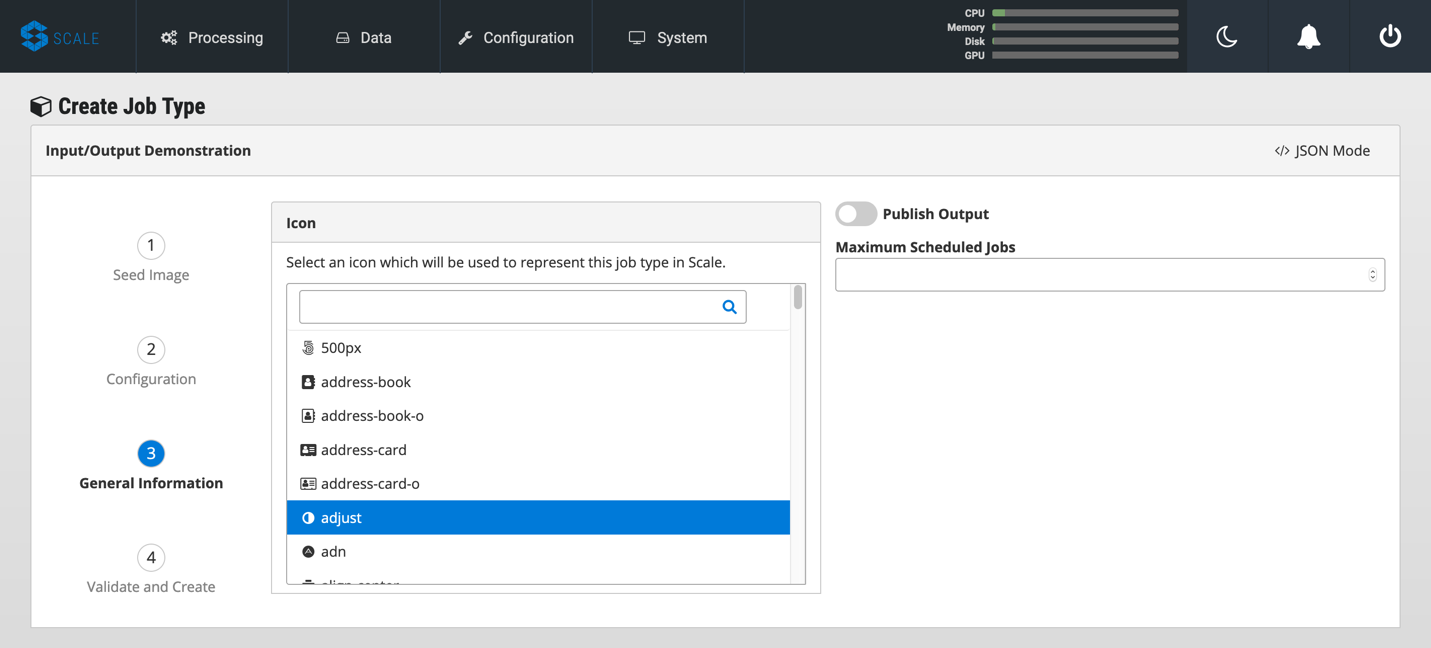 SCALE
Processing
Data
Configuration
System
CPU
Memory
Disk
GPU
Create Job Type
Input/Output Demonstration
</> JSON Mode
1
Seed Image
2
Configuration
3
General Information
4
Validate and Create
Icon
Select an icon which will be used to represent this job type in Scale.
500px
address-book
address-book-o
address-card
address-card-o
adjust
adn
align-center
Publish Output
Maximum Scheduled Jobs